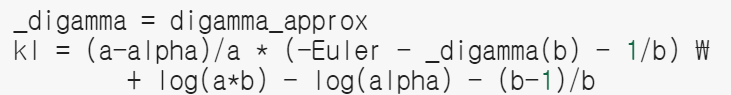 _digamma = digamma_approx
kl = (a-alpha)/a * (-Euler - _digamma(b) - 1/b) ₩
+ log(a*b) - log(alpha) - (b-1)/b